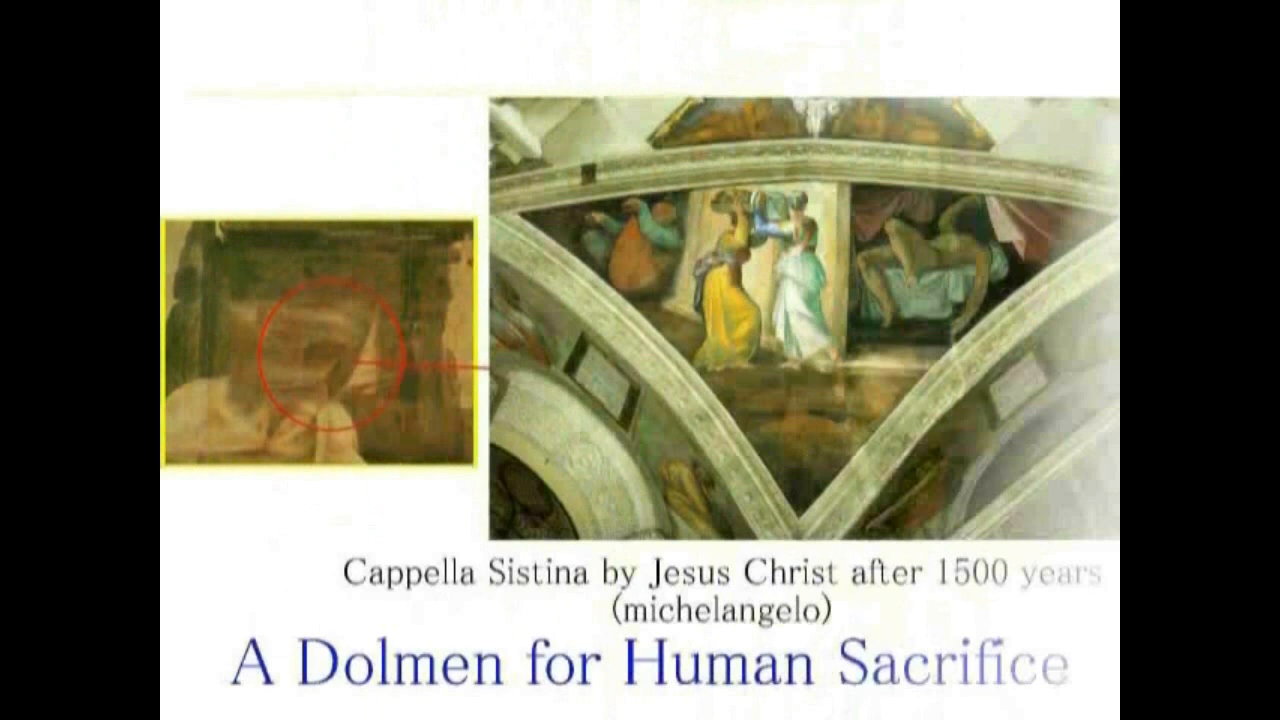 Cappella Sistina by Jesus Christ after 1500 years
(michelangelo)
A Dolmen for Human Sacrifice